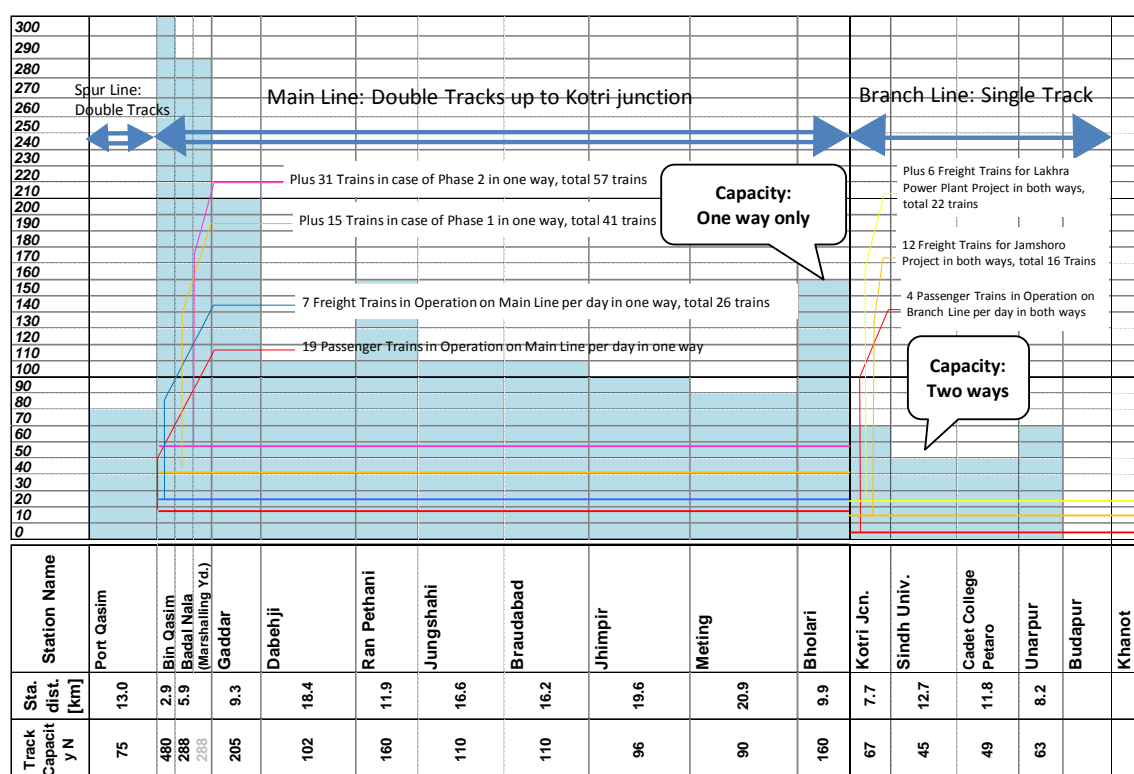 300
290
280
270
260
250
240
230
220
210
200
190
180
170
160
150
140
130
120
110
100
90
80
70
60
50
40
30
20
10
0
Spur Line:
Double Tracks
Main Line: Double Tracks up to Kotri junction
Branch Line: Single Track
Plus 31 Trains in case of Phase 2 in one way, total 57 trains
Plus 15 Trains in case of Phase 1 in one way, total 41 trains
7 Freight Trains in Operation on Main Line per day in one way, total 26 trains
19 Passenger Trains in Operation on Main Line per day in one way
Capacity:
One way only
Plus 6 Freight Trains for Lakhra
Power Plant Project in both ways,
total 22 trains
12 Freight Trains for Jamshoro
Project in both ways, total 16 Trains
4 Passenger Trains in Operation on
Branch Line per day in both ways
Capacity:
Two ways
Station Name
Port Qasim
Bin Qasim
Badal Nala
(Marshalling Yd.)
Gaddar
Dabehji
Ran Pethani
Jungshahi
Braudabad
Jhimpir
Meting
Bholari
Kotri Jcn.
Sindh Univ.
Cadet College
Petaro
Unarpur
Budapur
Khanot
Sta.
dist.
[km]
13.0
2.9
5.9
9.3
18.4
11.9
16.6
16.2
19.6
20.9
9.9
7.7
12.7
11.8
8.2
Track
Capacit
y N
75
480
288
288
205
102
160
110
110
96
90
160
67
45
49
63